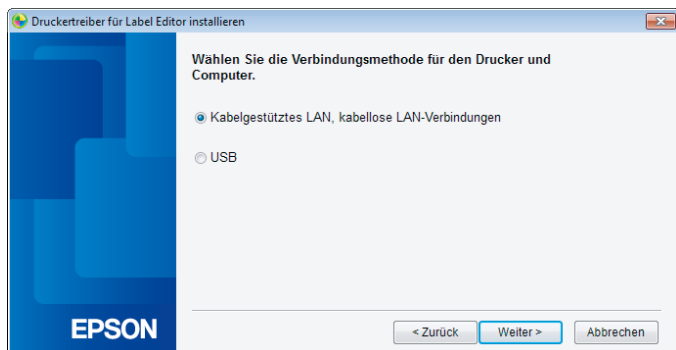 Druckertreiber für Label Editor installieren
Wählen Sie die Verbindungsmethode für den Drucker und
Computer.
Kabelgestütztes LAN, kabellose LAN-Verbindungen
USB
EPSON
< Zurück
Weiter >
Abbrechen